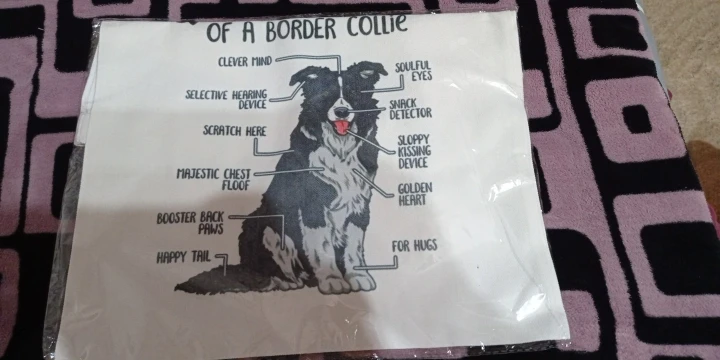 OF A BORDER COLLIE
CLEVER MIND
SOULFUL
EYES
SELECTIVE HEARING
DEVICE
SNACK
DETECTOR
SCRATCH HERE
SLOPPY
KISSING
DEVICE
MAJESTIC CHEST
FLOOF
GOLDEN
HEART
BOOSTER BACK
PAWS
FOR HUGS
HAPPY TAIL